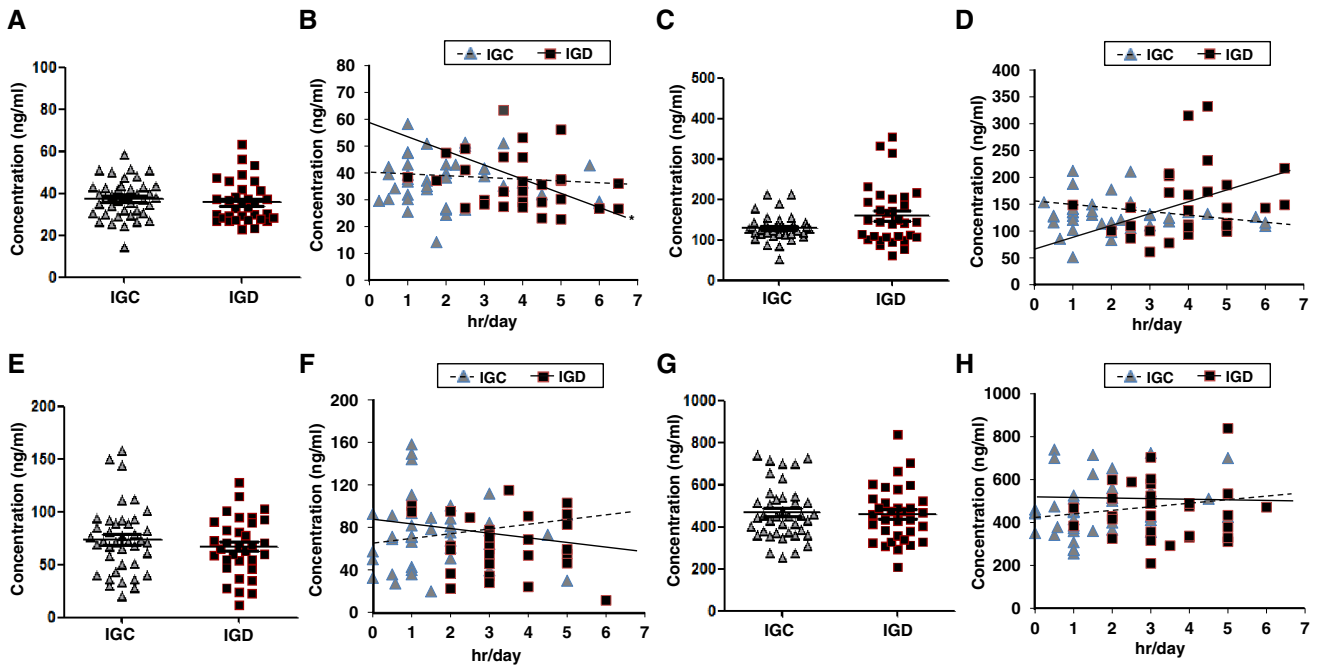 A
Concentration (ng/ml)
100
80
60
40
20
0
IGC
IGD
B
IGC
IGD
Concentration (ng/ml)
80
70
60
50
40
30
20
10
0
*
0 1 2 3 4 5 6 7
hr/day
C
Concentration (ng/ml)
500
400
300
200
100
0
IGC
IGD
D
IGC
IGD
Concentration (ng/ml)
400
350
300
250
200
150
100
50
0
0 1 2 3 4 5 6 7
hr/day
E
Concentration (ng/ml)
200
150
100
50
0
IGC
IGD
F
IGC
IGD
Concentration (ng/ml)
200
160
120
80
40
0
0 1 2 3 4 5 6 7
hr/day
G
Concentration (ng/ml)
1000
800
600
400
200
0
IGC
IGD
H
IGC
IGD
Concentration (ng/ml)
1000
800
600
400
200
0
0 1 2 3 4 5 6 7
hr/day